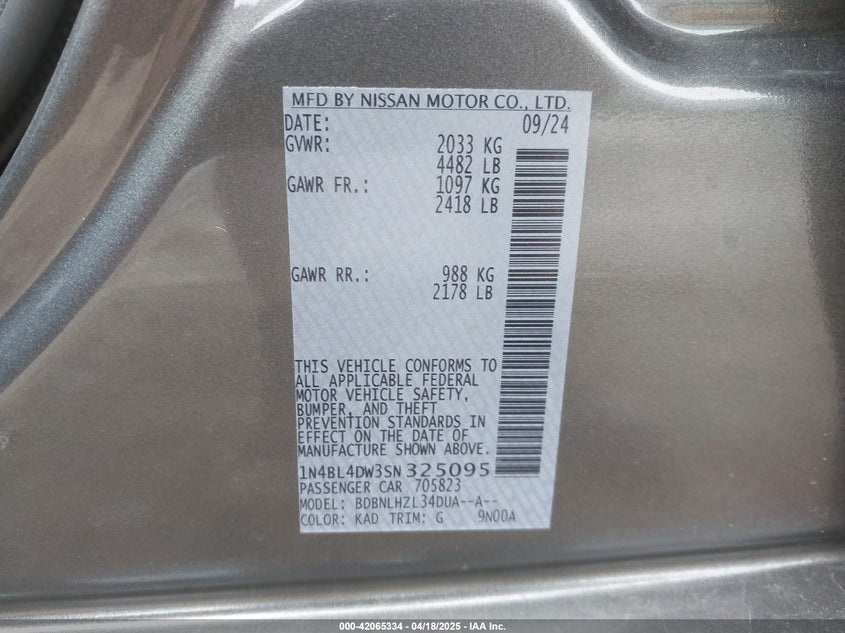 MFD BY NISSAN MOTOR CO., LTD.
DATE: 09/24
GVWR: 2033 KG
4482 LB
GAWR FR.: 1097 KG
2418 LB
GAWR RR.: 988 KG
2178 LB
THIS VEHICLE CONFORMS TO
ALL APPLICABLE FEDERAL
MOTOR VEHICLE SAFETY,
BUMPER, AND THEFT
PREVENTION STANDARDS IN
EFFECT ON THE DATE OF
MANUFACTURE SHOWN ABOVE.
1N4BL4DW3SN325095
PASSENGER CAR 705823
MODEL: BDBNLHZL34DUA--A--
COLOR: KAD TRIM: G 9N00A
000-42065334 - 04/18/2025 - IAA Inc.